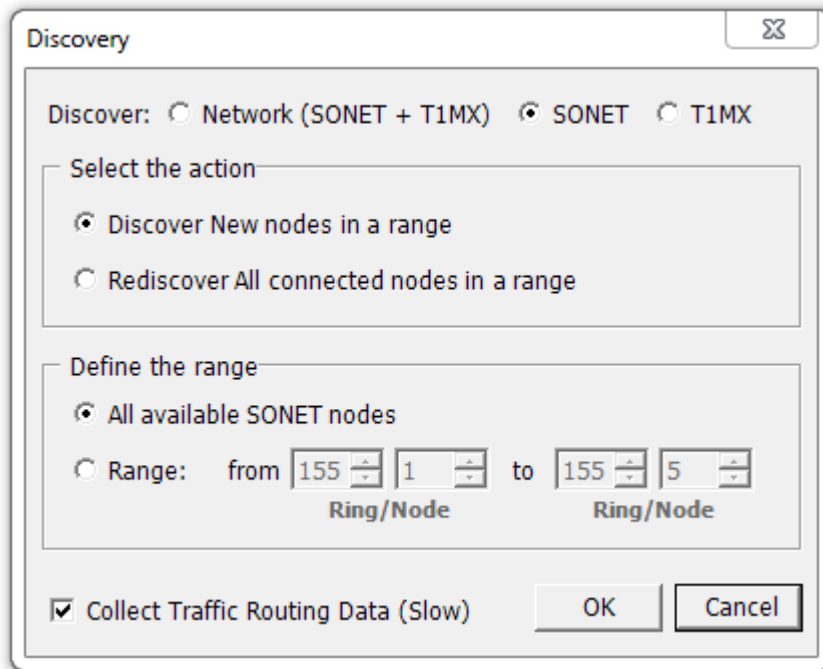 Discovery
Discover: Network (SONET + T1MX) SONET T1MX
Select the action
Discover New nodes in a range
Rediscover All connected nodes in a range
Define the range
All available SONET nodes
Range: from 155 1 to 155 5
Ring/Node Ring/Node
Collect Traffic Routing Data (Slow) OK Cancel